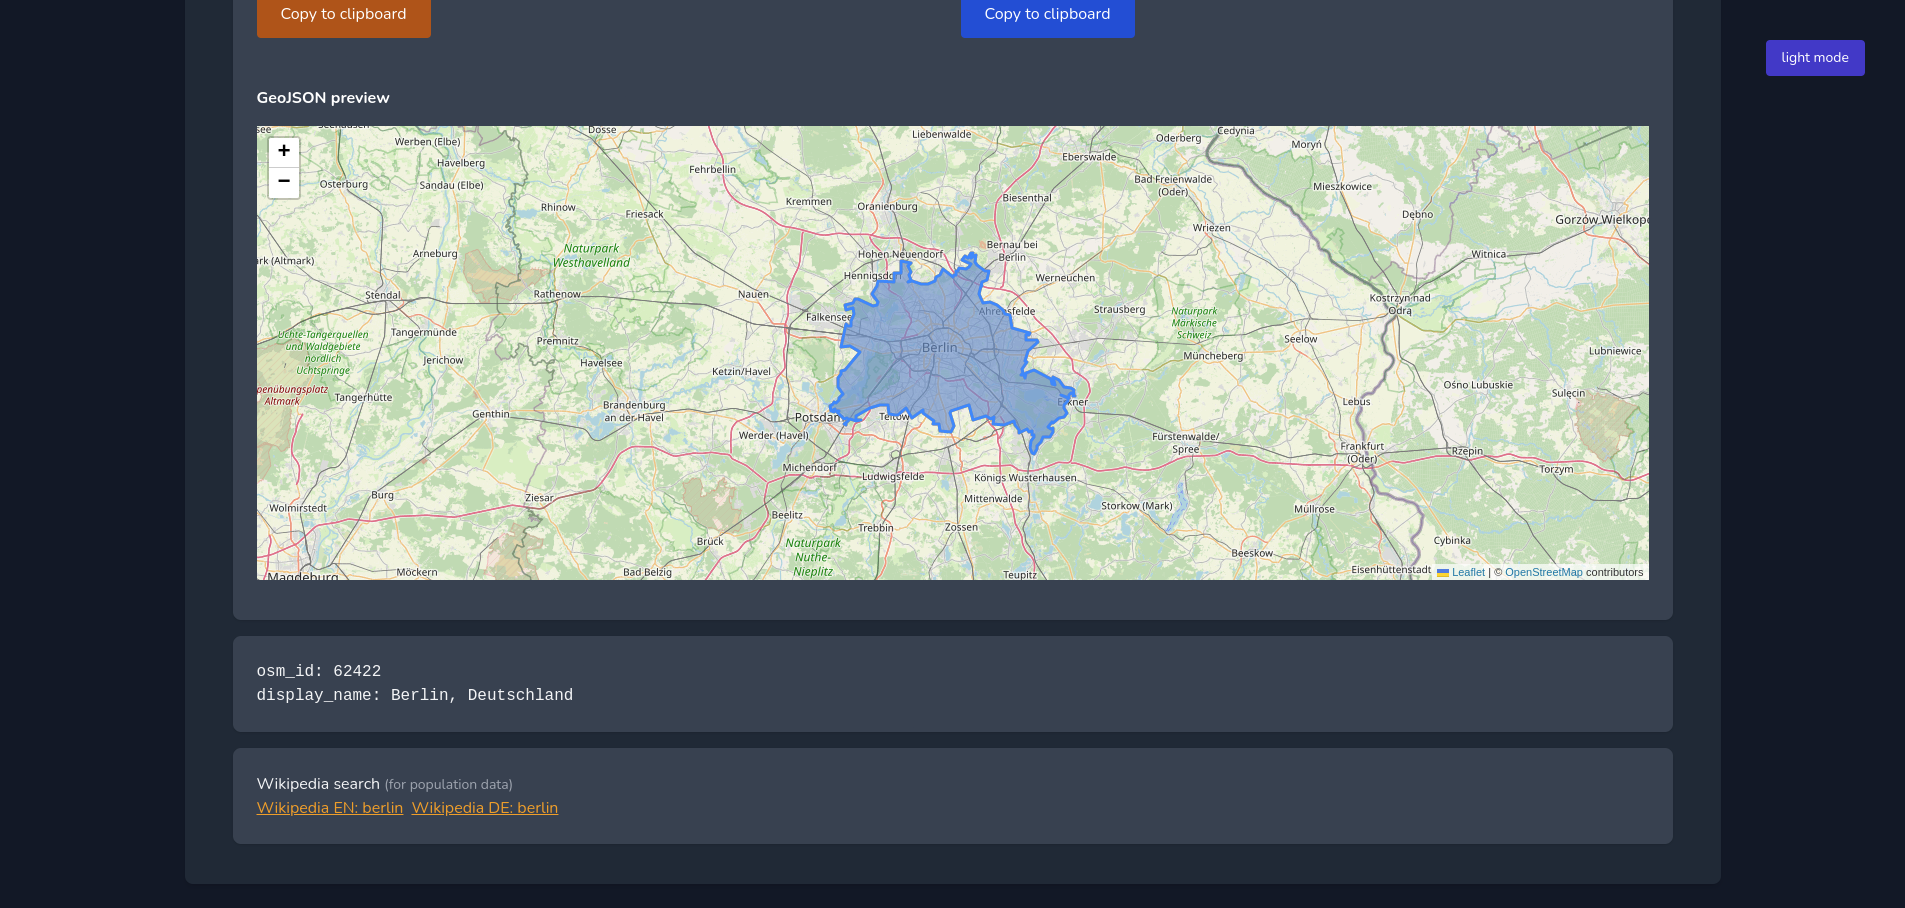 Copy to clipboard
Copy to clipboard
light mode
GeoJSON preview
+
−
see
Dosse
Liebenwalde
Oderberg
Cedynia
Werben (Elbe)
Moryń
Havelberg
Fehrbellin
Eberswalde
Osterburg
Sandau (Elbe)
Bad Freienwalde
(Oder)
Mieszkowice
Kremmen
Oranienburg
Biesenthal
Rhinow
Friesack
Dębno
Gorzów Wielkopo
Wriezen
Naturpark
Westhavelland
Arneburg
Hohen Neuendorf
Bernau bei
Berlin
Witnica
rk (Altmark)
Hennigsdo
Werneuchen
Stendal
Rathenow
Nauen
Kostrzyn nad
Odrą
Strausberg
Naturpark
Märkische
Schweiz
Falkensee
Ahrensfelde
Uchte-Tangerquellen
und Waldgebiete
nördlich
Uchtspringe
Tangermünde
Premnitz
Berlin
Seelow
Müncheberg
Lubniewice
Jerichow
Havelsee
Ketzin/Havel
oenübungsplatz
Altmark
Tangerhütte
Ośno Lubuskie
Sulęcin
Genthin
Brandenburg
an der Havel
Potsdam
Teltow
Erkner
Lebus
Werder (Havel)
Fürstenwalde/
Spree
Frankfurt
(Oder)
Rzepin
Michendorf
Ludwigsfelde
Königs Wusterhausen
Torzym
Burg
Ziesar
Mittenwalde
Wolmirstedt
Beelitz
Storkow (Mark)
Müllrose
Trebbin
Zossen
Brück
Naturpark
Nuthe-
Nieplitz
Cybinka
Beeskow
Magdeburg
Möckern
Bad Belzig
Teupitz
Eisenhüttenstadt
Leaflet | © OpenStreetMap contributors
osm_id: 62422
display_name: Berlin, Deutschland
Wikipedia search (for population data)
Wikipedia EN: berlin Wikipedia DE: berlin